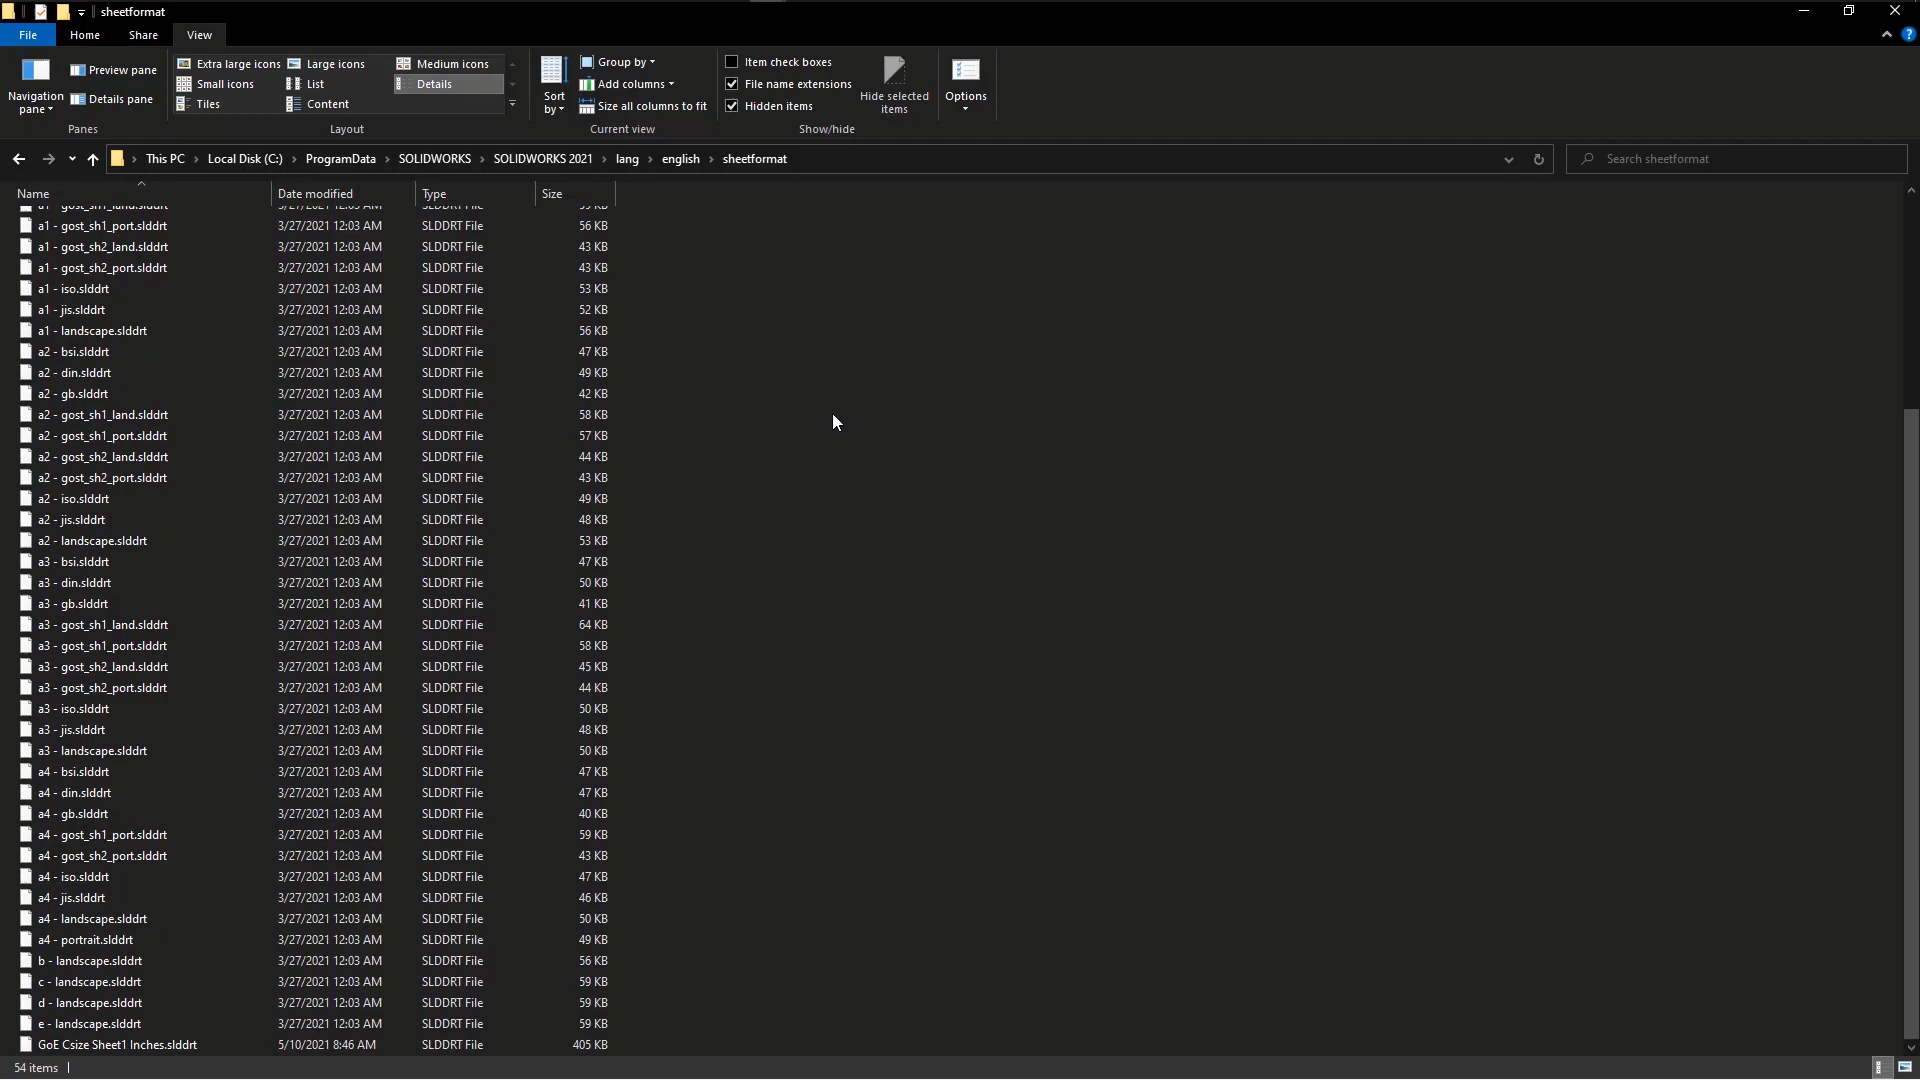 sheetformat
File Home Share View
Navigation pane
Preview pane
Details pane
Panes
Extra large icons Large icons Medium icons
Small icons List Details
Tiles Content
Layout
Sort by
Group by
Add columns
Size all columns to fit
Current view
Item check boxes
File name extensions
Hidden items
Hide selected items
Show/hide
Options
This PC › Local Disk (C:) › ProgramData › SOLIDWORKS › SOLIDWORKS 2021 › lang › english › sheetformat
Search sheetformat
Name Date modified Type Size
a1 - gost_sh1_land.slddrt 3/27/2021 12:03 AM SLDDRT File 59 KB
a1 - gost_sh1_port.slddrt 3/27/2021 12:03 AM SLDDRT File 56 KB
a1 - gost_sh2_land.slddrt 3/27/2021 12:03 AM SLDDRT File 43 KB
a1 - gost_sh2_port.slddrt 3/27/2021 12:03 AM SLDDRT File 43 KB
a1 - iso.slddrt 3/27/2021 12:03 AM SLDDRT File 53 KB
a1 - jis.slddrt 3/27/2021 12:03 AM SLDDRT File 52 KB
a1 - landscape.slddrt 3/27/2021 12:03 AM SLDDRT File 56 KB
a2 - bsi.slddrt 3/27/2021 12:03 AM SLDDRT File 47 KB
a2 - din.slddrt 3/27/2021 12:03 AM SLDDRT File 49 KB
a2 - gb.slddrt 3/27/2021 12:03 AM SLDDRT File 42 KB
a2 - gost_sh1_land.slddrt 3/27/2021 12:03 AM SLDDRT File 58 KB
a2 - gost_sh1_port.slddrt 3/27/2021 12:03 AM SLDDRT File 57 KB
a2 - gost_sh2_land.slddrt 3/27/2021 12:03 AM SLDDRT File 44 KB
a2 - gost_sh2_port.slddrt 3/27/2021 12:03 AM SLDDRT File 43 KB
a2 - iso.slddrt 3/27/2021 12:03 AM SLDDRT File 49 KB
a2 - jis.slddrt 3/27/2021 12:03 AM SLDDRT File 48 KB
a2 - landscape.slddrt 3/27/2021 12:03 AM SLDDRT File 53 KB
a3 - bsi.slddrt 3/27/2021 12:03 AM SLDDRT File 47 KB
a3 - din.slddrt 3/27/2021 12:03 AM SLDDRT File 50 KB
a3 - gb.slddrt 3/27/2021 12:03 AM SLDDRT File 41 KB
a3 - gost_sh1_land.slddrt 3/27/2021 12:03 AM SLDDRT File 64 KB
a3 - gost_sh1_port.slddrt 3/27/2021 12:03 AM SLDDRT File 58 KB
a3 - gost_sh2_land.slddrt 3/27/2021 12:03 AM SLDDRT File 45 KB
a3 - gost_sh2_port.slddrt 3/27/2021 12:03 AM SLDDRT File 44 KB
a3 - iso.slddrt 3/27/2021 12:03 AM SLDDRT File 50 KB
a3 - jis.slddrt 3/27/2021 12:03 AM SLDDRT File 48 KB
a3 - landscape.slddrt 3/27/2021 12:03 AM SLDDRT File 50 KB
a4 - bsi.slddrt 3/27/2021 12:03 AM SLDDRT File 47 KB
a4 - din.slddrt 3/27/2021 12:03 AM SLDDRT File 47 KB
a4 - gb.slddrt 3/27/2021 12:03 AM SLDDRT File 40 KB
a4 - gost_sh1_port.slddrt 3/27/2021 12:03 AM SLDDRT File 59 KB
a4 - gost_sh2_port.slddrt 3/27/2021 12:03 AM SLDDRT File 43 KB
a4 - iso.slddrt 3/27/2021 12:03 AM SLDDRT File 47 KB
a4 - jis.slddrt 3/27/2021 12:03 AM SLDDRT File 46 KB
a4 - landscape.slddrt 3/27/2021 12:03 AM SLDDRT File 50 KB
a4 - portrait.slddrt 3/27/2021 12:03 AM SLDDRT File 49 KB
b - landscape.slddrt 3/27/2021 12:03 AM SLDDRT File 56 KB
c - landscape.slddrt 3/27/2021 12:03 AM SLDDRT File 59 KB
d - landscape.slddrt 3/27/2021 12:03 AM SLDDRT File 59 KB
e - landscape.slddrt 3/27/2021 12:03 AM SLDDRT File 59 KB
GoE Csize Sheet1 Inches.slddrt 5/10/2021 8:46 AM SLDDRT File 405 KB
54 items